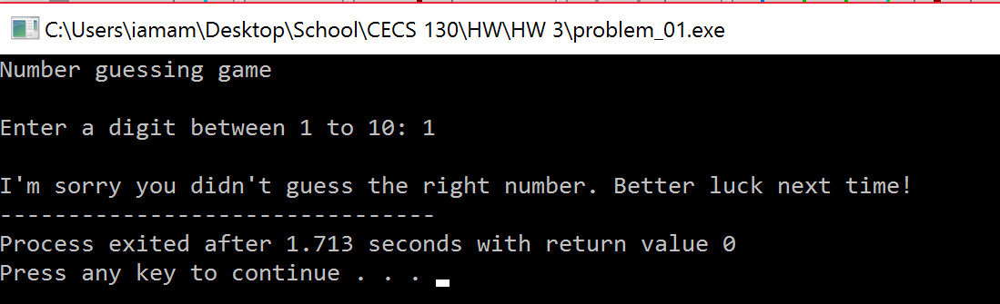 C:\Users\iamam\Desktop\School\CECS 130\HW\HW 3\problem_01.exe
Number guessing game
Enter a digit between 1 to 10: 1
I'm sorry you didn't guess the right number. Better luck next time!
--------------------------------
Process exited after 1.713 seconds with return value 0
Press any key to continue . . .